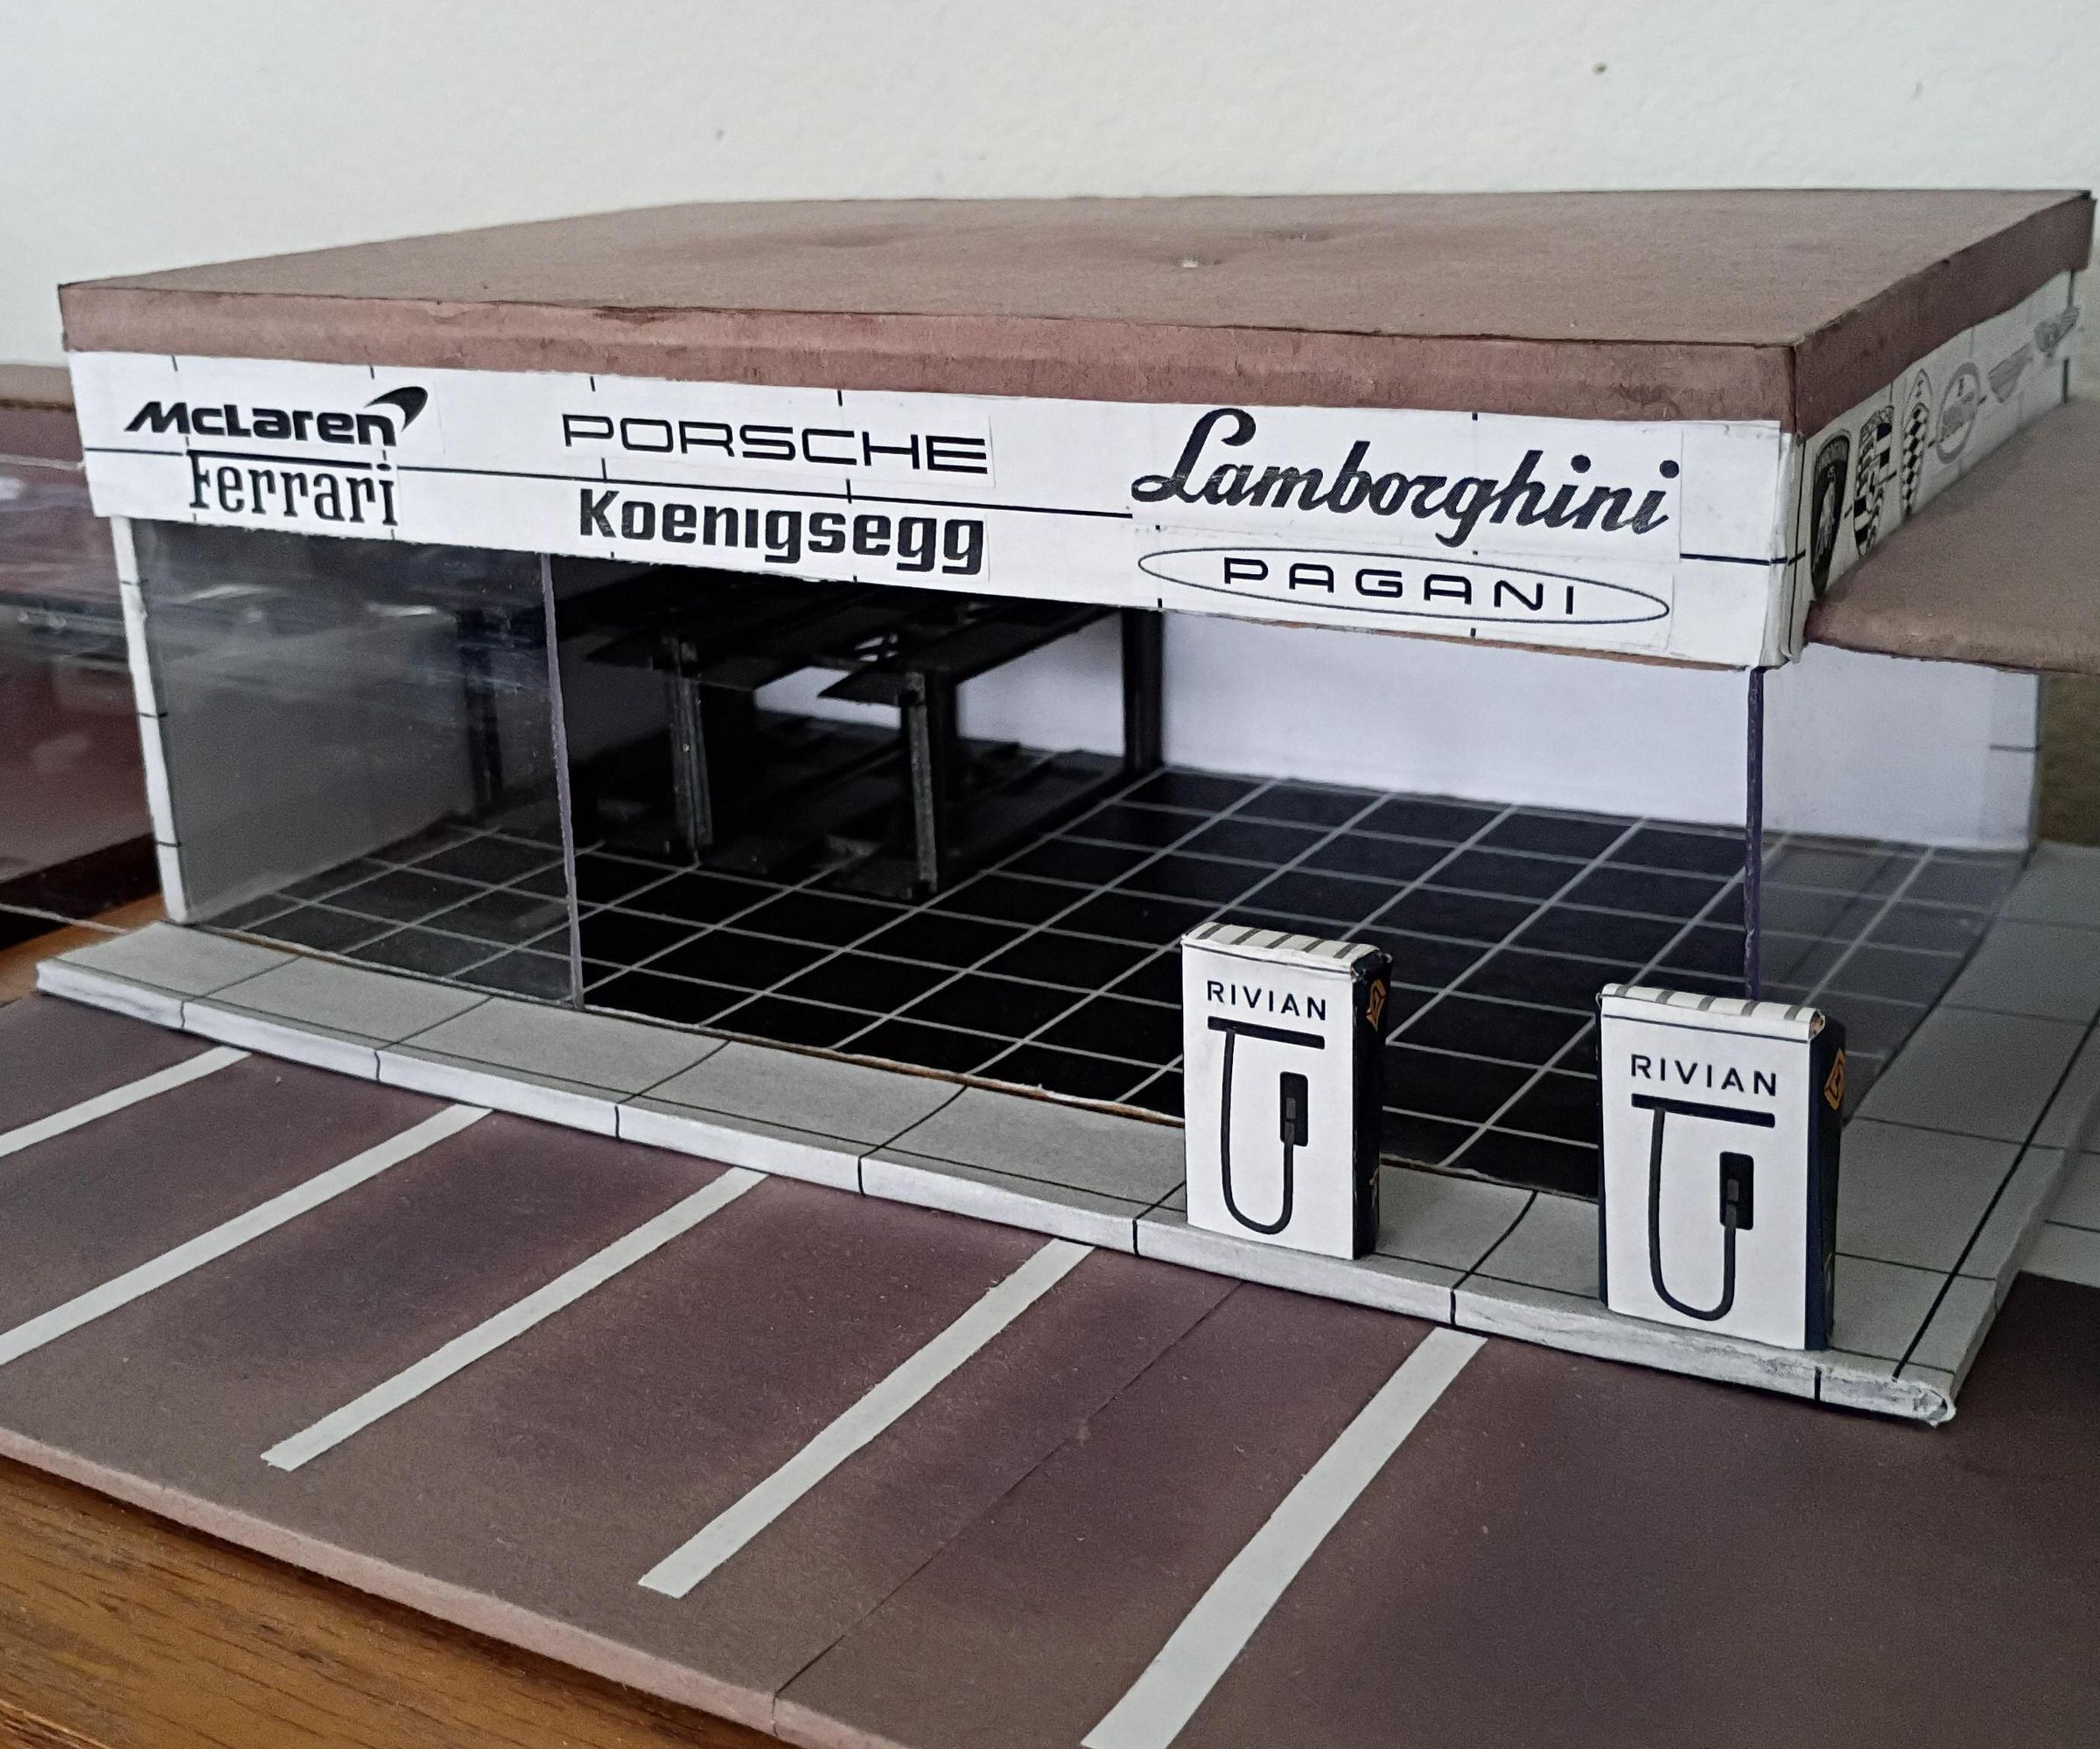 McLaren
PORSCHE
Lamborghini
Ferrari
Koenigsegg
PAGANI
RIVIAN
RIVIAN